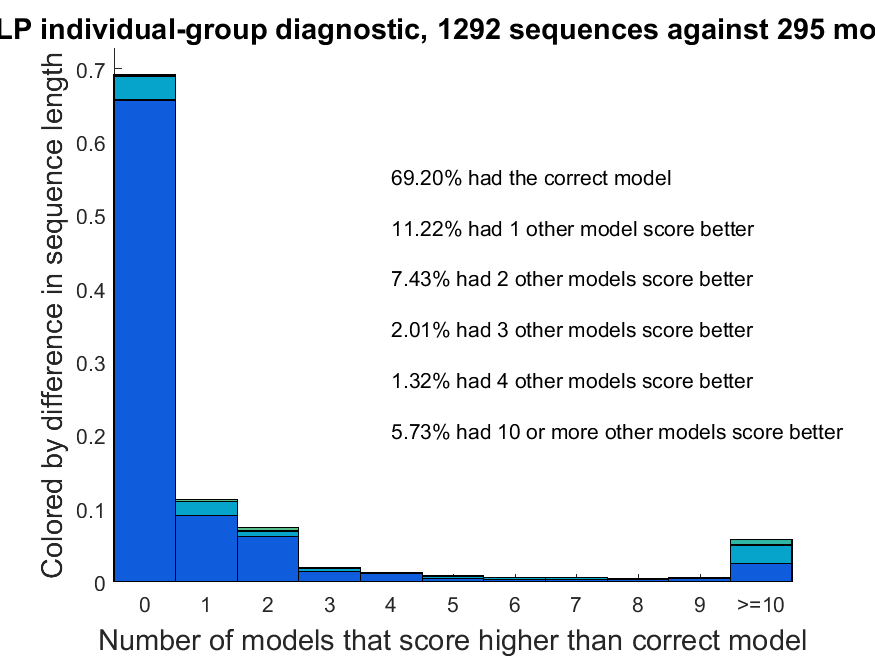 LP individual-group diagnostic, 1292 sequences against 295 mo
Colored by difference in sequence length
0.7
0.6
0.5
0.4
0.3
0.2
0.1
0
69.20% had the correct model
11.22% had 1 other model score better
7.43% had 2 other models score better
2.01% had 3 other models score better
1.32% had 4 other models score better
5.73% had 10 or more other models score better
0 1 2 3 4 5 6 7 8 9 >=10
Number of models that score higher than correct model